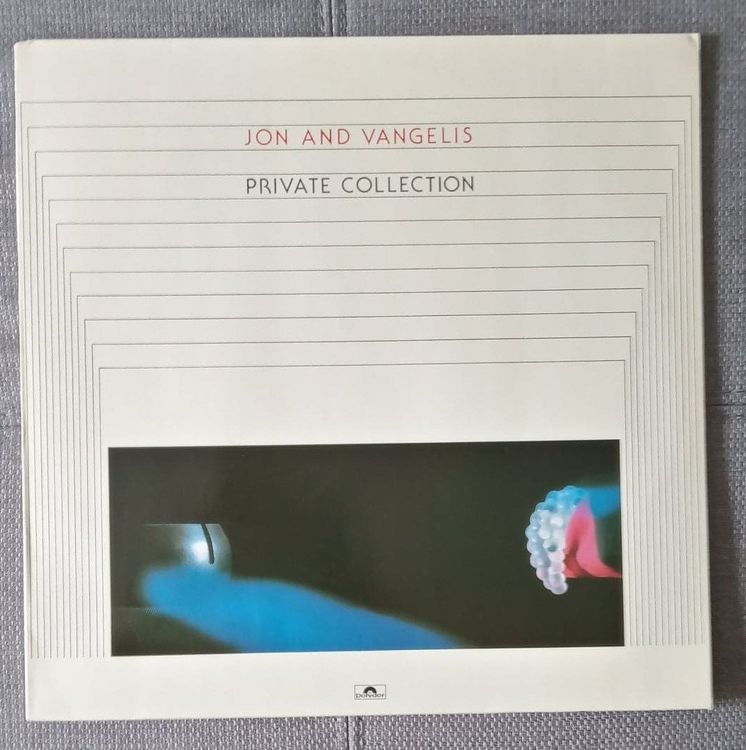 JON AND VANGELIS
PRIVATE COLLECTION
Polydor